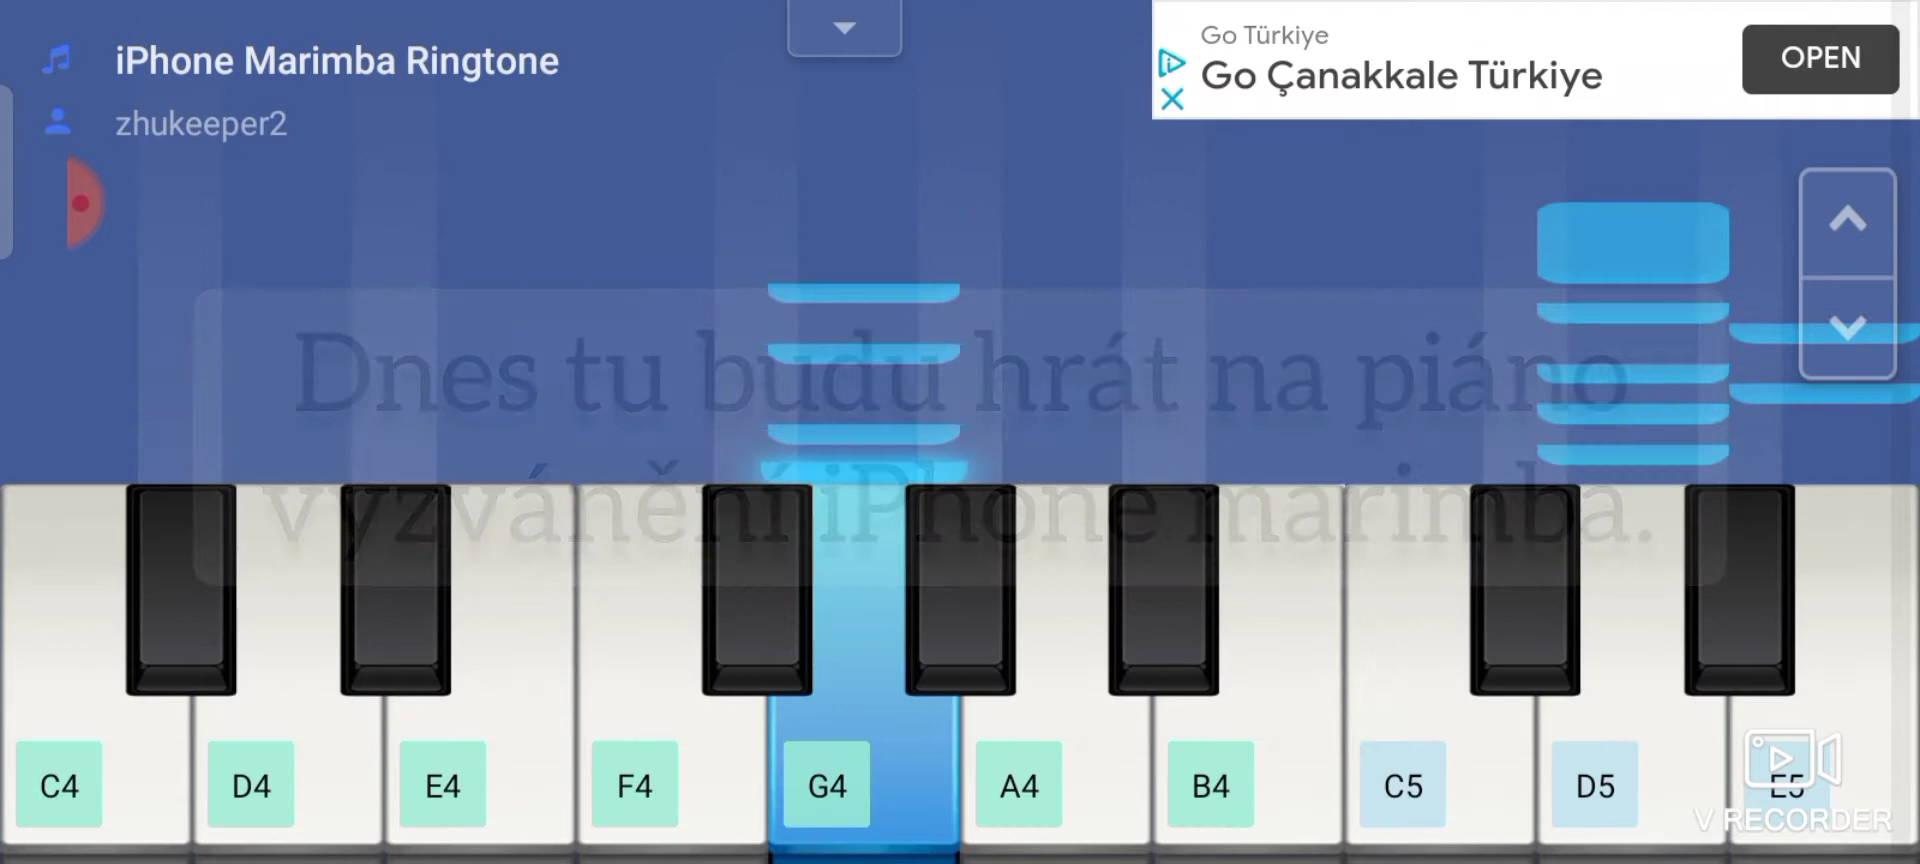 iPhone Marimba Ringtone
zhukeeper2
Go Türkiye
Go Çanakkale Türkiye
OPEN
Dnes tu budu hrát na piáno
vyzvánění iPhone marimba.
C4 D4 E4 F4 G4 A4 B4 C5 D5 E5
V RECORDER